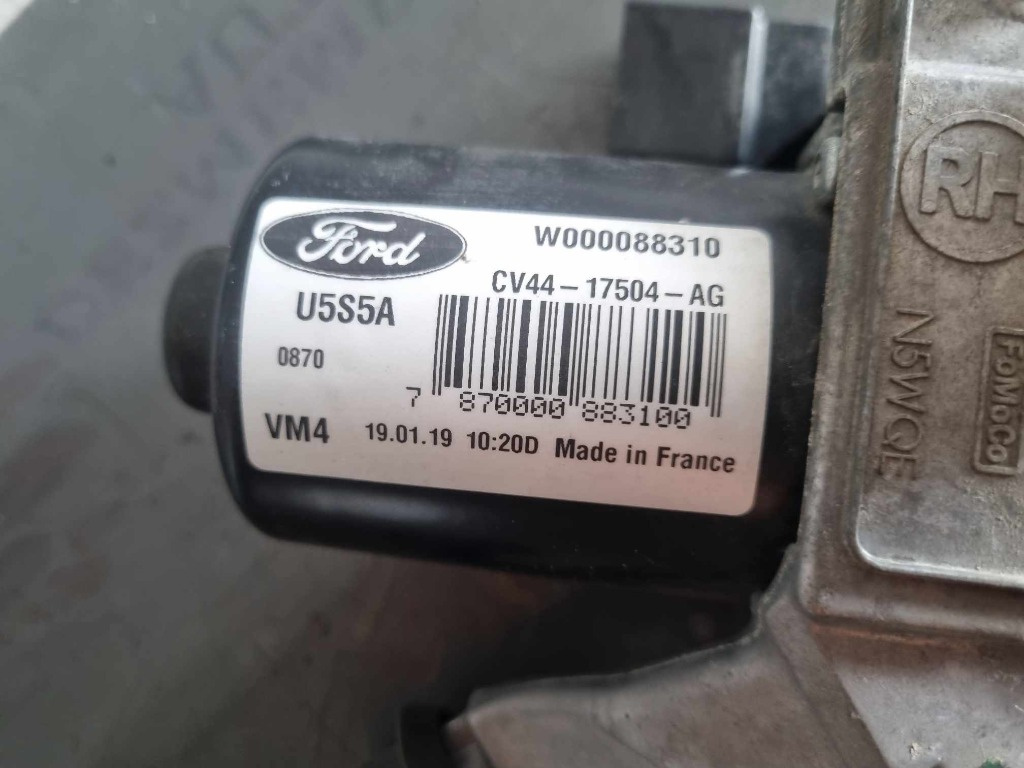 Ford
W000088310
CV44-17504-AG
U5S5A
0870
7 870000 883100
VM4 19.01.19 10:20D Made in France
RH
N5WQE
FoMoCo